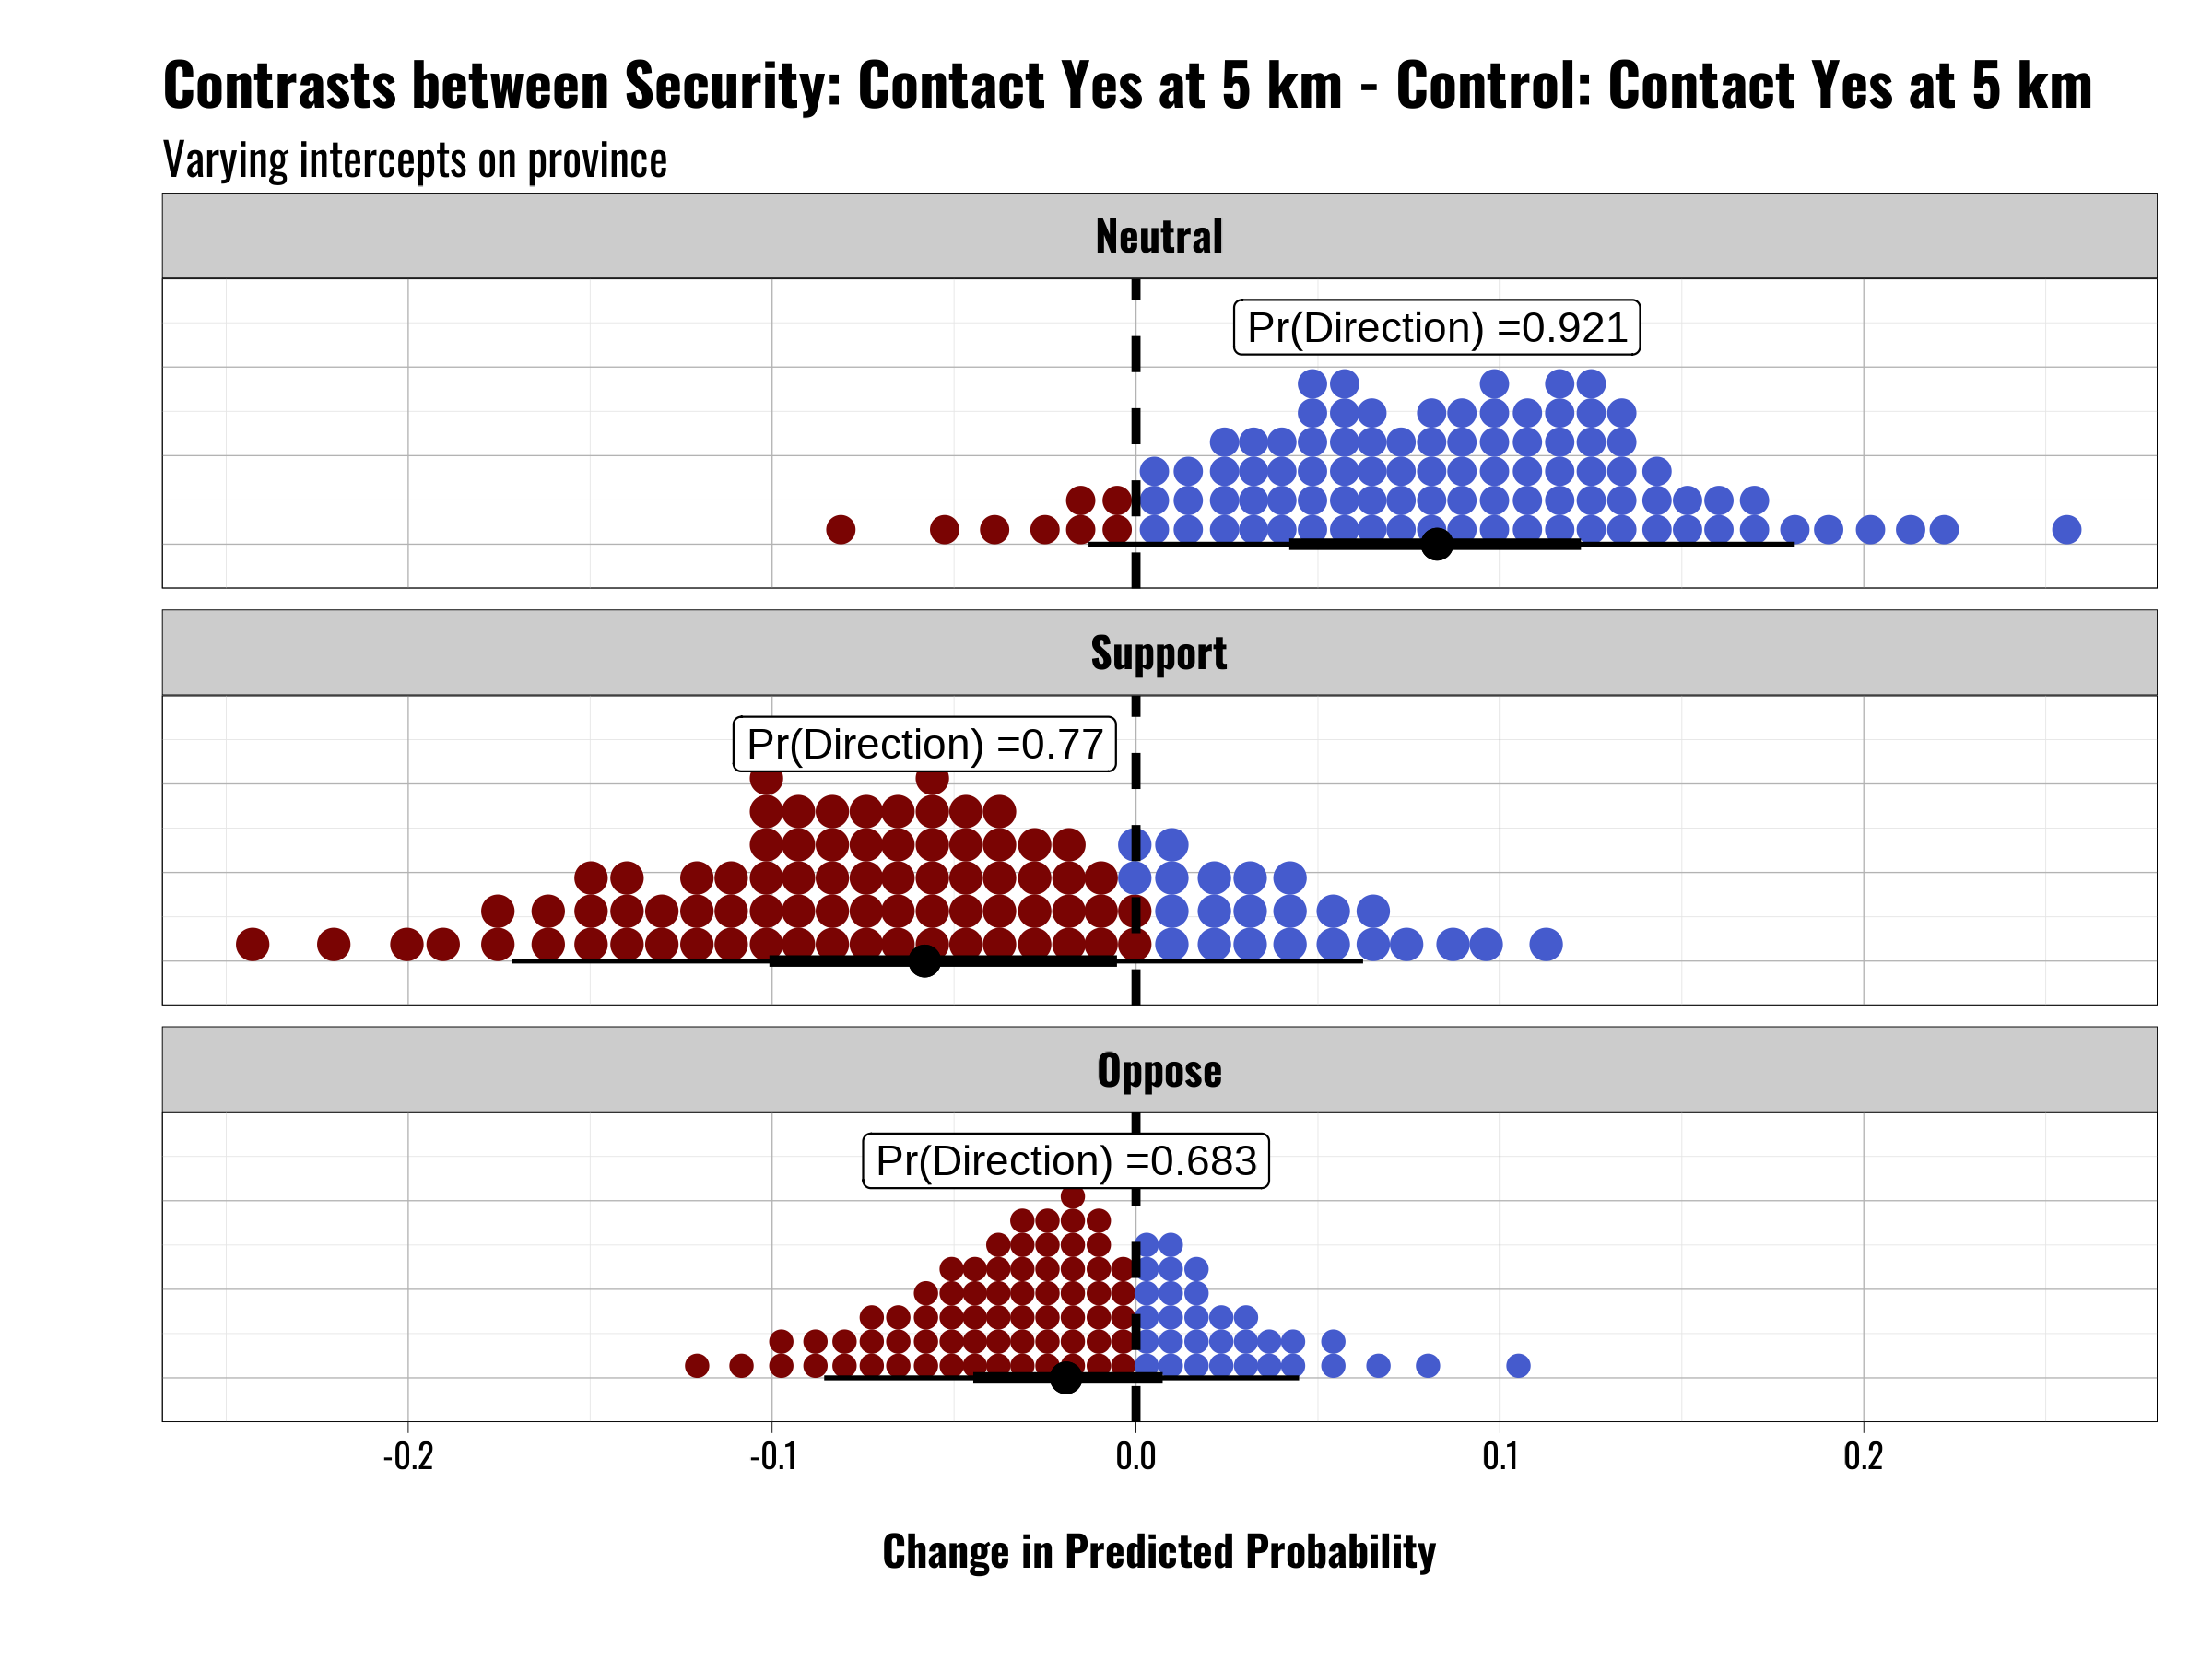 Contrasts between Security: Contact Yes at 5 km - Control: Contact Yes at 5 km
Varying intercepts on province
Neutral
Pr(Direction) =0.921
Support
Pr(Direction) =0.77
Oppose
Pr(Direction) =0.683
-0.2 -0.1 0.0 0.1 0.2
Change in Predicted Probability